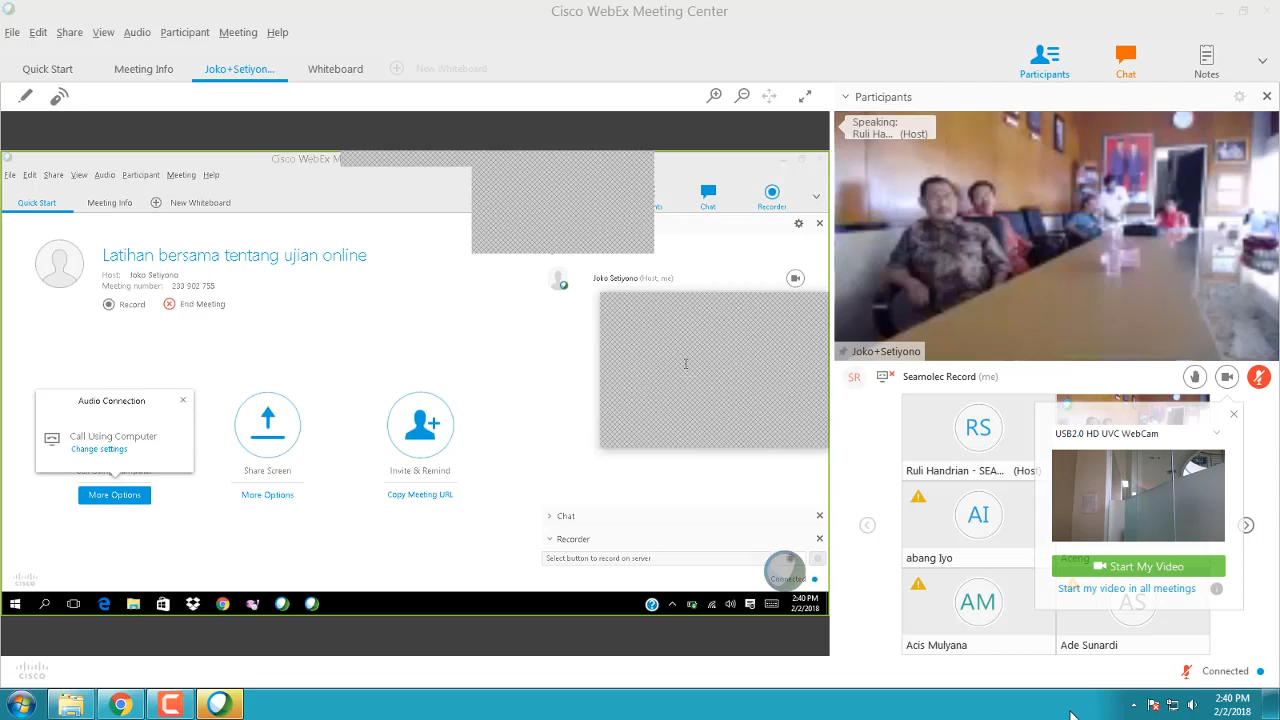 Cisco WebEx Meeting Center
File Edit Share View Audio Participant Meeting Help
Quick Start Meeting Info Joko+Setiyon... Whiteboard New Whiteboard
Participants Chat Notes
Participants
Speaking:
Ruli Ha... (Host)
Joko+Setiyono
Cisco WebEx M
File Edit Share View Audio Participant Meeting Help
Quick Start Meeting Info New Whiteboard
Chat Recorder
Latihan bersama tentang ujian online
Host: Joko Setiyono
Meeting number: 233 902 755
Record End Meeting
Joko Setiyono (Host, me)
Audio Connection
Call Using Computer
Change settings
More Options
Share Screen
More Options
Invite & Remind
Copy Meeting URL
Chat
Recorder
Select button to record on server
Connected
cisco
2:40 PM
2/2/2018
SR Seamolec Record (me)
RS
Ruli Handrian - SEA... (Host)
AI
abang Iyo
Aceng
AM
Acis Mulyana
AS
Ade Sunardi
USB2.0 HD UVC WebCam
Start My Video
Start my video in all meetings
cisco
Connected
2:40 PM
2/2/2018